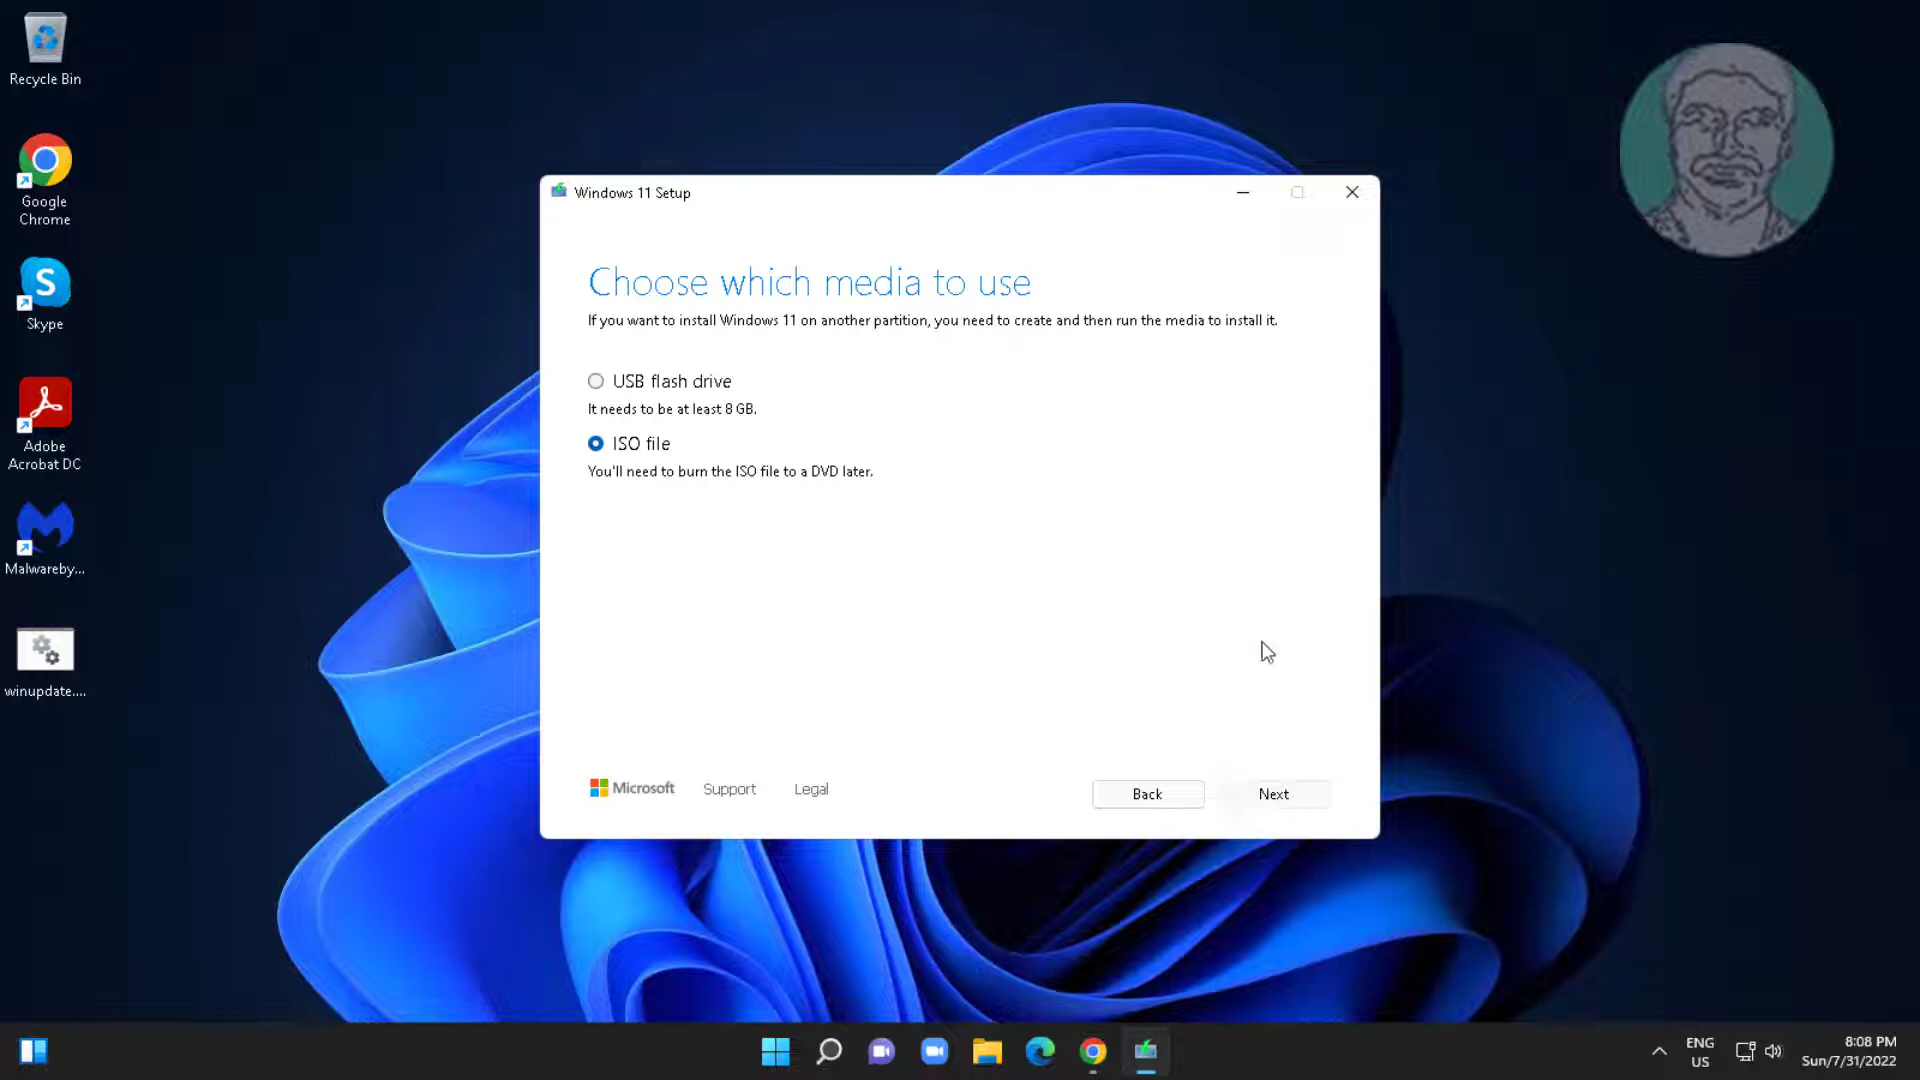 Recycle Bin
Google
Chrome
Skype
Adobe
Acrobat DC
Malwareby...
winupdate....
Windows 11 Setup
Choose which media to use
If you want to install Windows 11 on another partition, you need to create and then run the media to install it.
USB flash drive
It needs to be at least 8 GB.
ISO file
You'll need to burn the ISO file to a DVD later.
Microsoft
Support
Legal
Back
Next
ENG
US
8:08 PM
Sun/7/31/2022